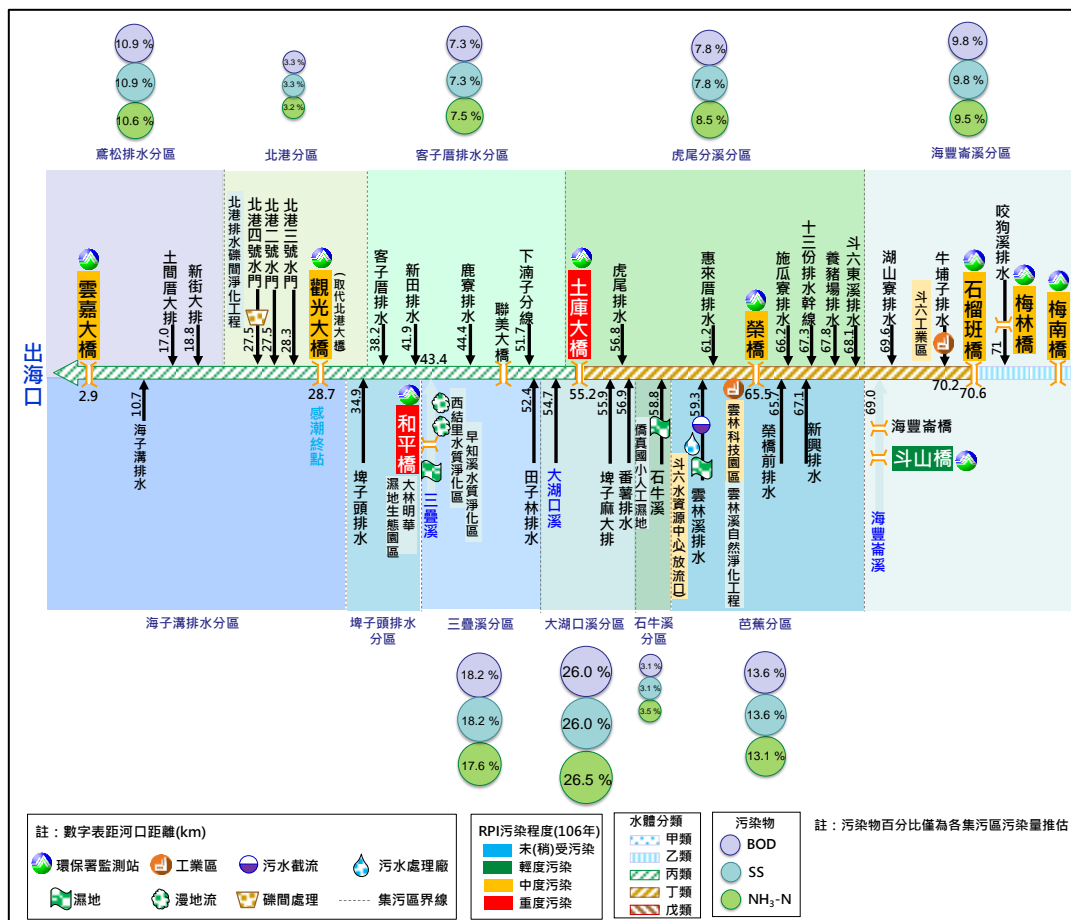 10.9 %
10.9 %
10.6 %
鳶松排水分區
3.3 %
3.3 %
3.2 %
北港分區
7.3 %
7.3 %
7.5 %
客子厝排水分區
7.8 %
7.8 %
8.5 %
虎尾分溪分區
9.8 %
9.8 %
9.5 %
海豐崙溪分區
出海口
雲嘉大橋
2.9
土間厝大排
17.0
新街大排
18.8
北港排水礫間淨化工程
北港四號水門
27.5
北港二號水門
27.5
北港三號水門
28.3
觀光大橋
(取代北港大橋)
28.7
感潮終點
客子厝排水
38.2
新田排水
41.9
43.4
鹿寮排水
44.4
聯美大橋
下湳子分線
51.7
土庫大橋
55.2
虎尾排水
56.8
惠來厝排水
61.2
榮橋
65.5
施瓜寮排水
66.2
十三份排水幹線
67.3
養豬場排水
67.8
斗六東溪排水
68.1
湖山寮排水
69.6
斗六工業區
牛埔子排水
70.2
石榴班橋
70.6
咬狗溪排水
71
梅林橋
梅南橋
10.7
海子溝排水
34.9
埤子頭排水
和平橋
大林明華
濕地生態園區
三疊溪
西結里水質淨化區
早知溪水質淨化區
52.4
田子林排水
54.7
大湖口溪
55.9
埤子麻大排
56.9
番薯排水
僑真國小人工濕地
58.8
石牛溪
斗六水資源中心(放流口)
59.3
雲林溪排水
雲林科技園區
雲林溪自然淨化工程
65.7
榮橋前排水
67.1
新興排水
69.0
海豐崙橋
斗山橋
海豐崙溪
海子溝排水分區
埤子頭排水
分區
三疊溪分區
大湖口溪分區
石牛溪
分區
芭蕉分區
18.2 %
18.2 %
17.6 %
26.0 %
26.0 %
26.5 %
3.1 %
3.1 %
3.5 %
13.6 %
13.6 %
13.1 %
註：數字表距河口距離(km)
環保署監測站
工業區
污水截流
污水處理廠
濕地
漫地流
礫間處理
集污區界線
RPI污染程度(106年)
未(稍)受污染
輕度污染
中度污染
重度污染
水體分類
甲類
乙類
丙類
丁類
戊類
污染物
BOD
SS
NH3-N
註：污染物百分比僅為各集污區污染量推估